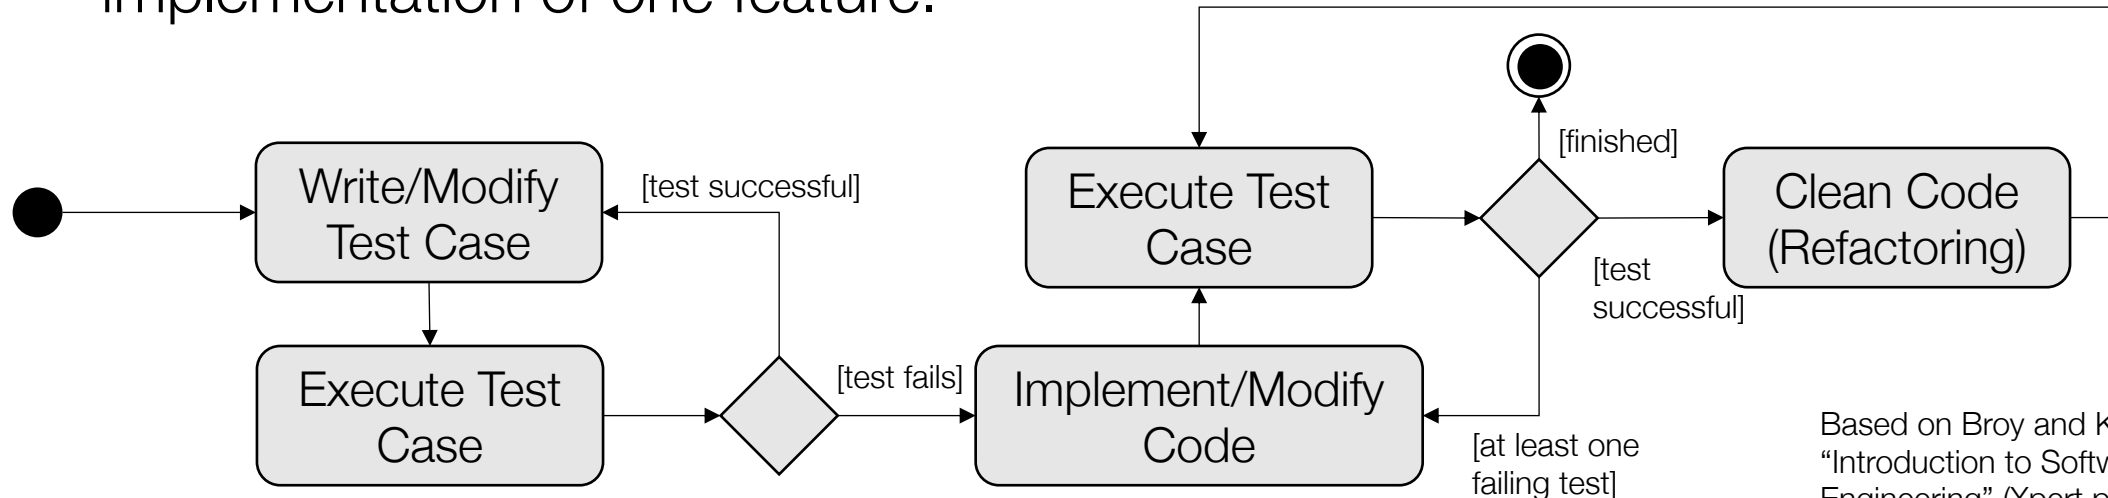 implementation of one feature.
Write/Modify
Test Case
[test successful]
Execute Test
Case
[test fails]
Implement/Modify
Code
Execute Test
Case
[finished]
[test
successful]
Clean Code
(Refactoring)
[at least one
failing test]
Based on Broy and
“Introduction to
Engineering” (Xpert